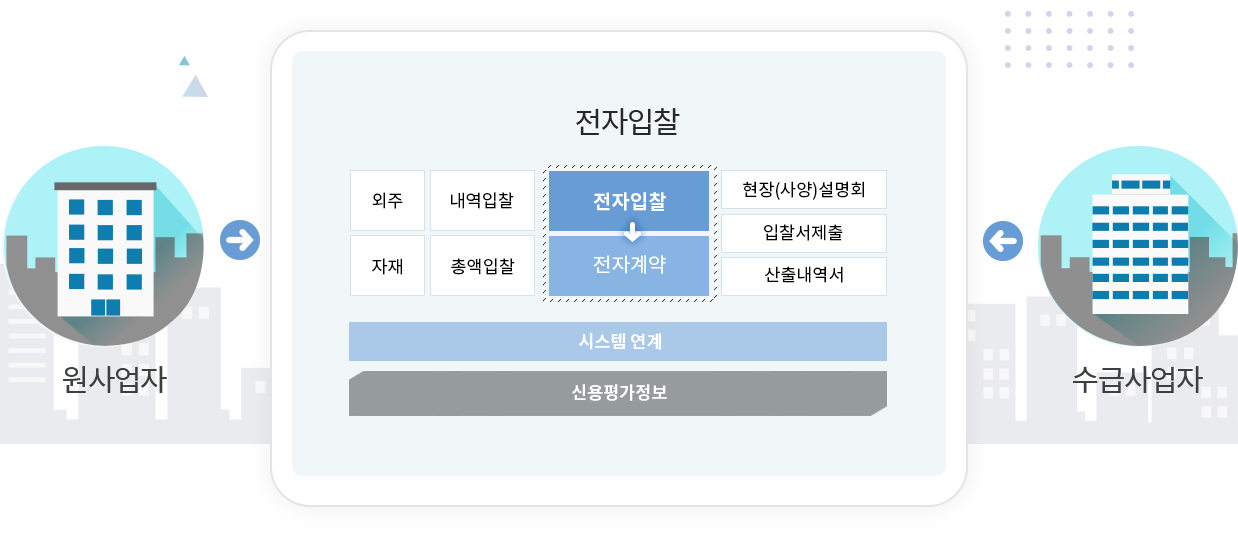 전자입찰
외주
내역입찰
자재
총액입찰
전자입찰
전자계약
현장(사양)설명회
입찰서제출
산출내역서
시스템 연계
신용평가정보
원사업자
수급사업자